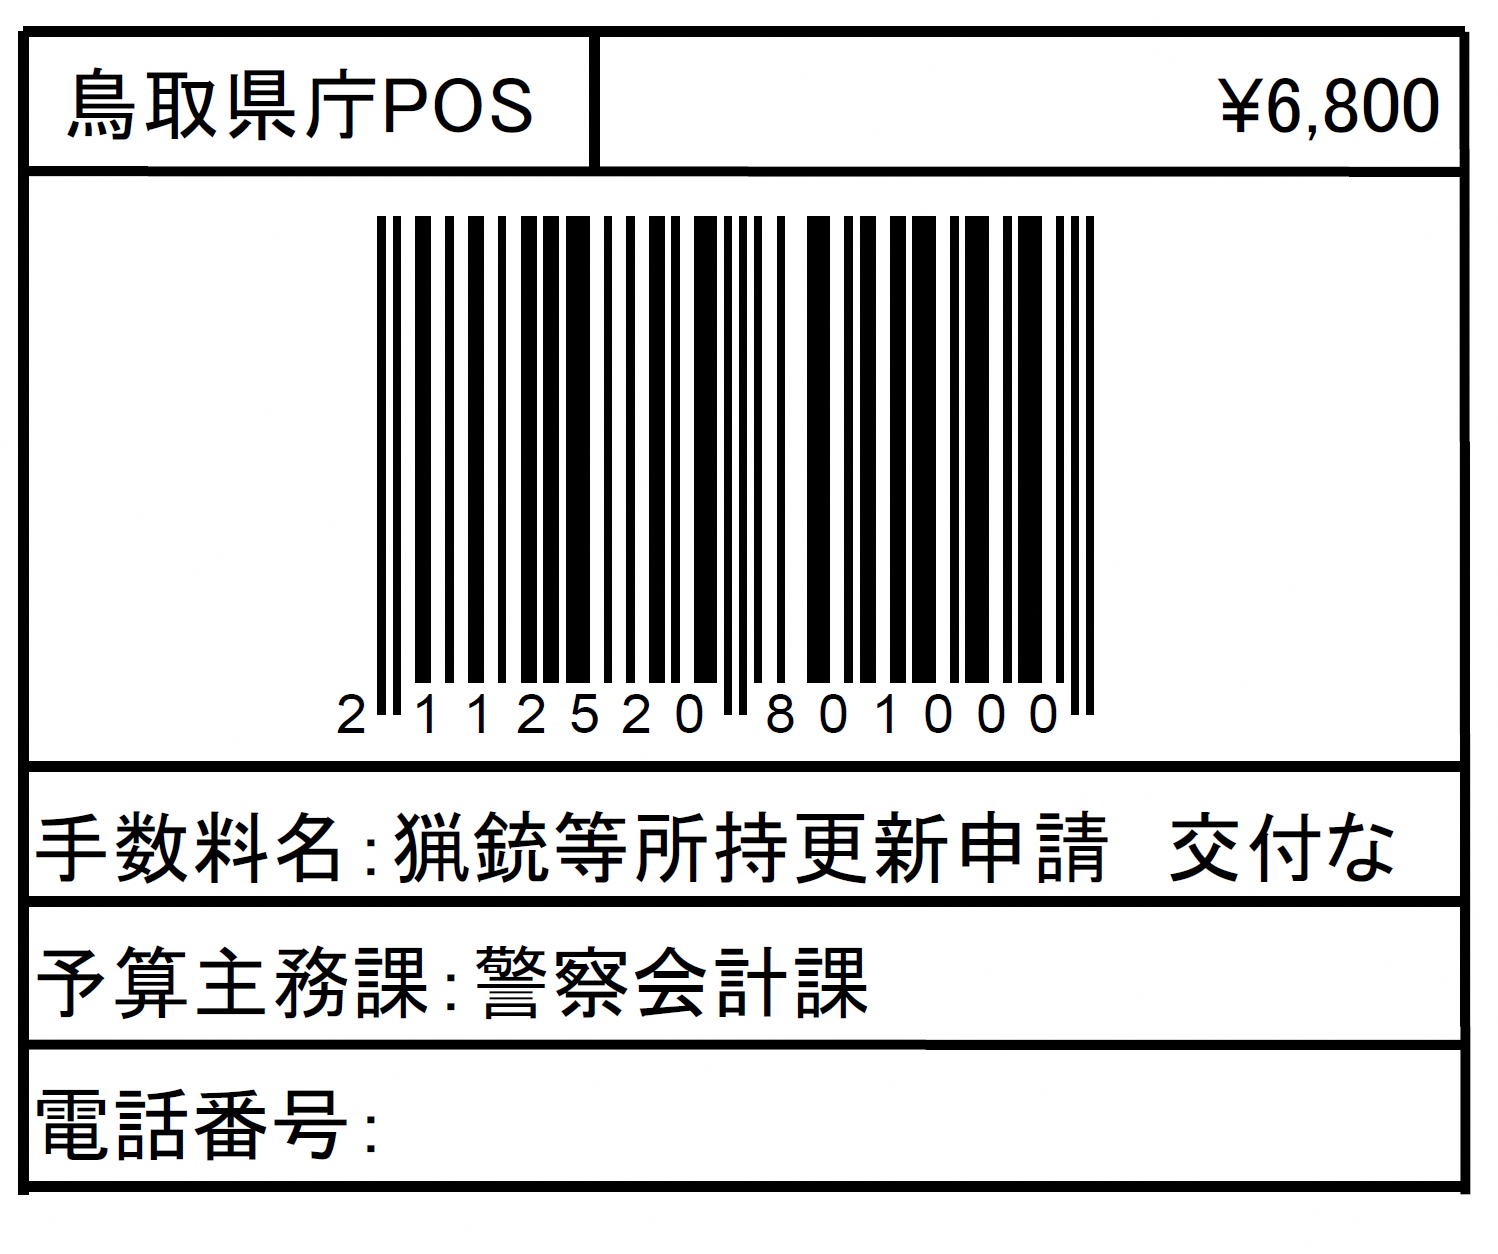 鳥取県庁POS
¥6,800
2 112520 801000
手数料名:猟銃等所持更新申請　交付な
予算主務課:警察会計課
電話番号: